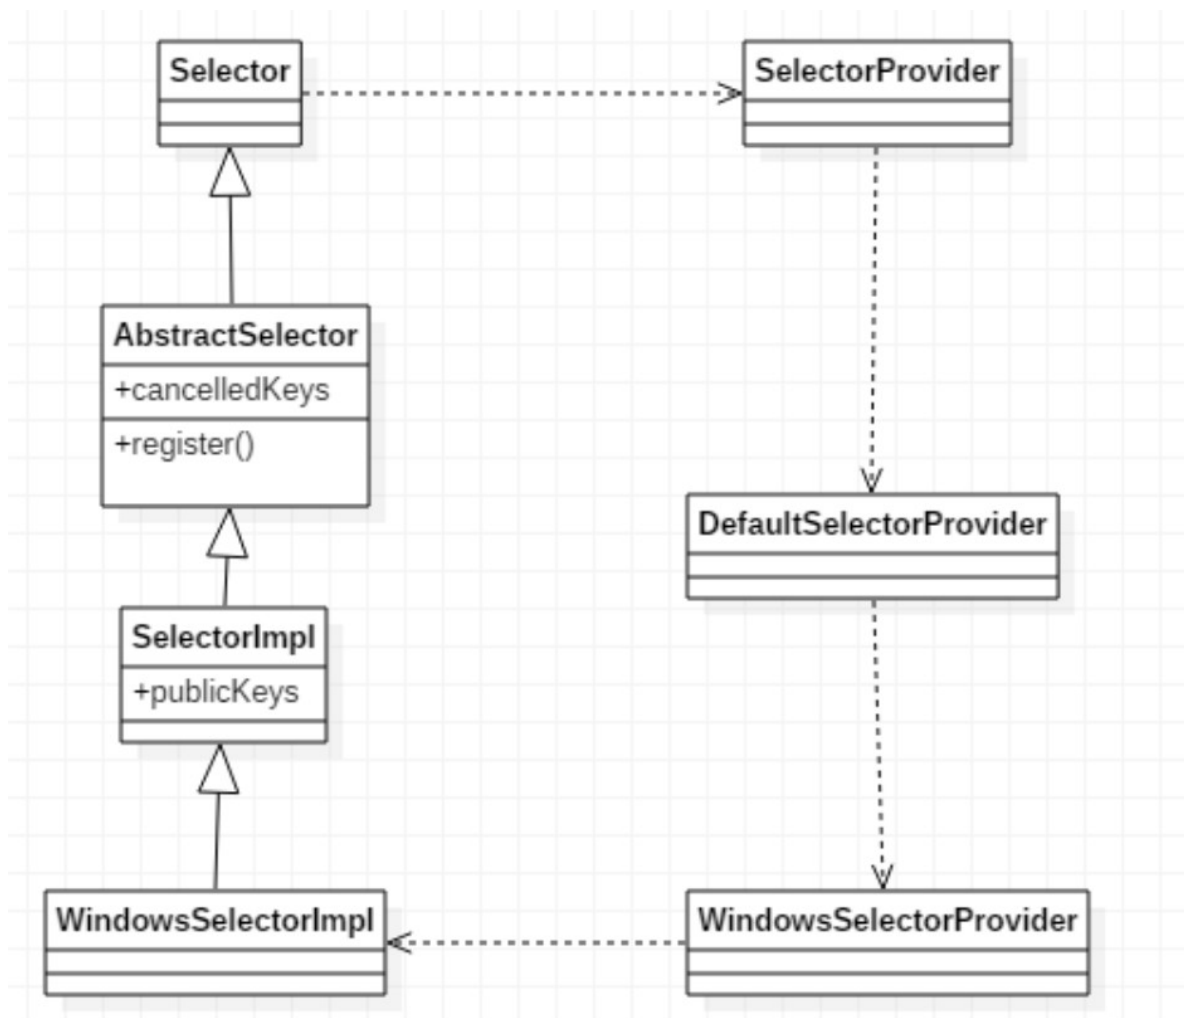 Selector
SelectorProvider
AbstractSelector
+cancelledKeys
+register()
DefaultSelectorProvider
SelectorImpl
+publicKeys
WindowsSelectorImpl
WindowsSelectorProvider